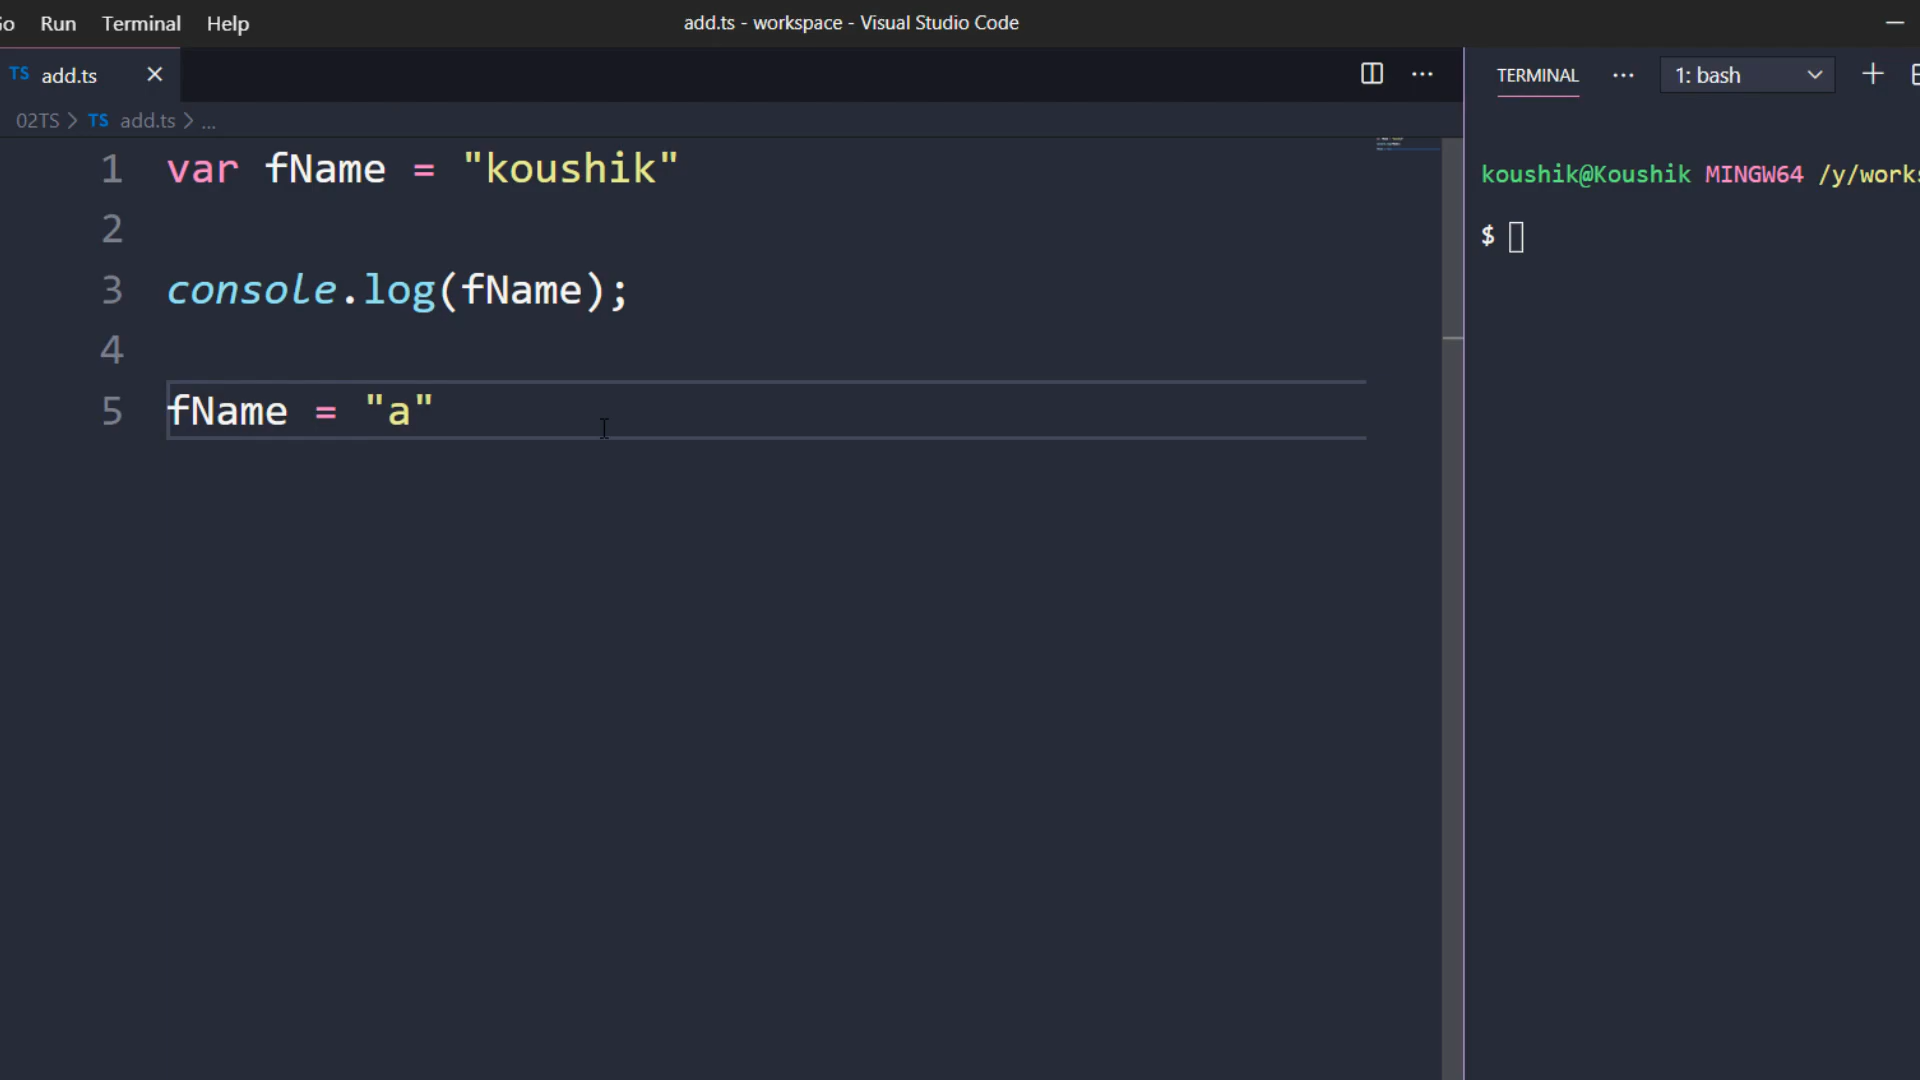 Run Terminal Help
add.ts - workspace - Visual Studio Code
TS add.ts
TERMINAL
1: bash
02TS > TS add.ts > ...
1 var fName = "koushik"
2
3 console.log(fName);
4
5 fName = "a"
koushik@Koushik MINGW64
$